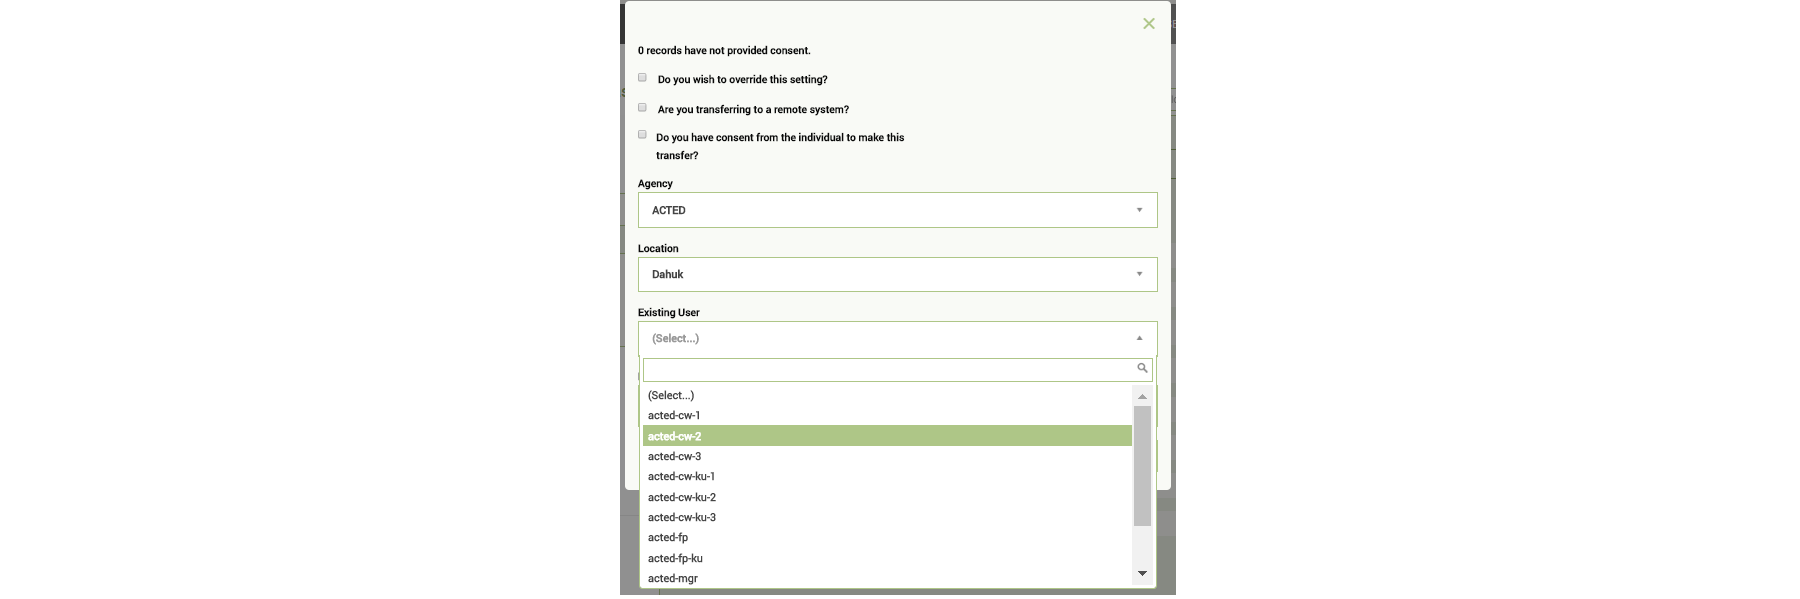 0 records have not provided consent.
Do you wish to override this setting?
Are you transferring to a remote system?
Do you have consent from the individual to make this
transfer?
Agency
ACTED
Location
Dahuk
Existing User
(Select...)
(Select...)
acted-cw-1
acted-cw-2
acted-cw-3
acted-cw-ku-1
acted-cw-ku-2
acted-cw-ku-3
acted-fp
acted-fp-ku
acted-mgr